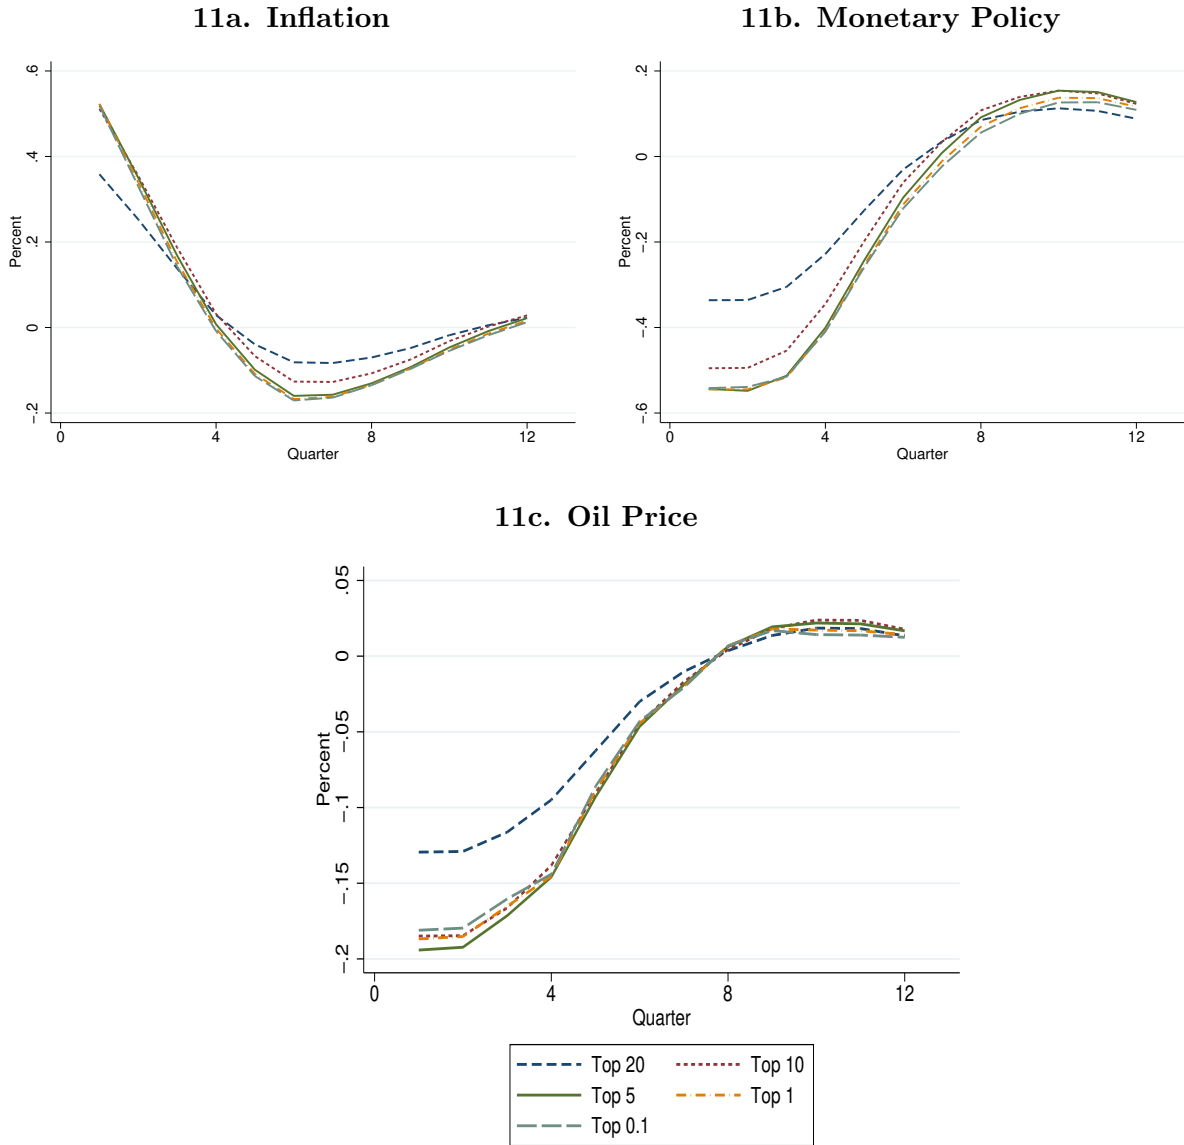 11a. Inflation
.6
.4
.2
0
-.2
Percent
0 4 8 12
Quarter
11b. Monetary Policy
.2
0
-.2
-.4
-.6
Percent
0 4 8 12
Quarter
11c. Oil Price
.05
0
-.05
-.1
-.15
-.2
Percent
0 4 8 12
Quarter
Top 20 Top 10
Top 5 Top 1
Top 0.1